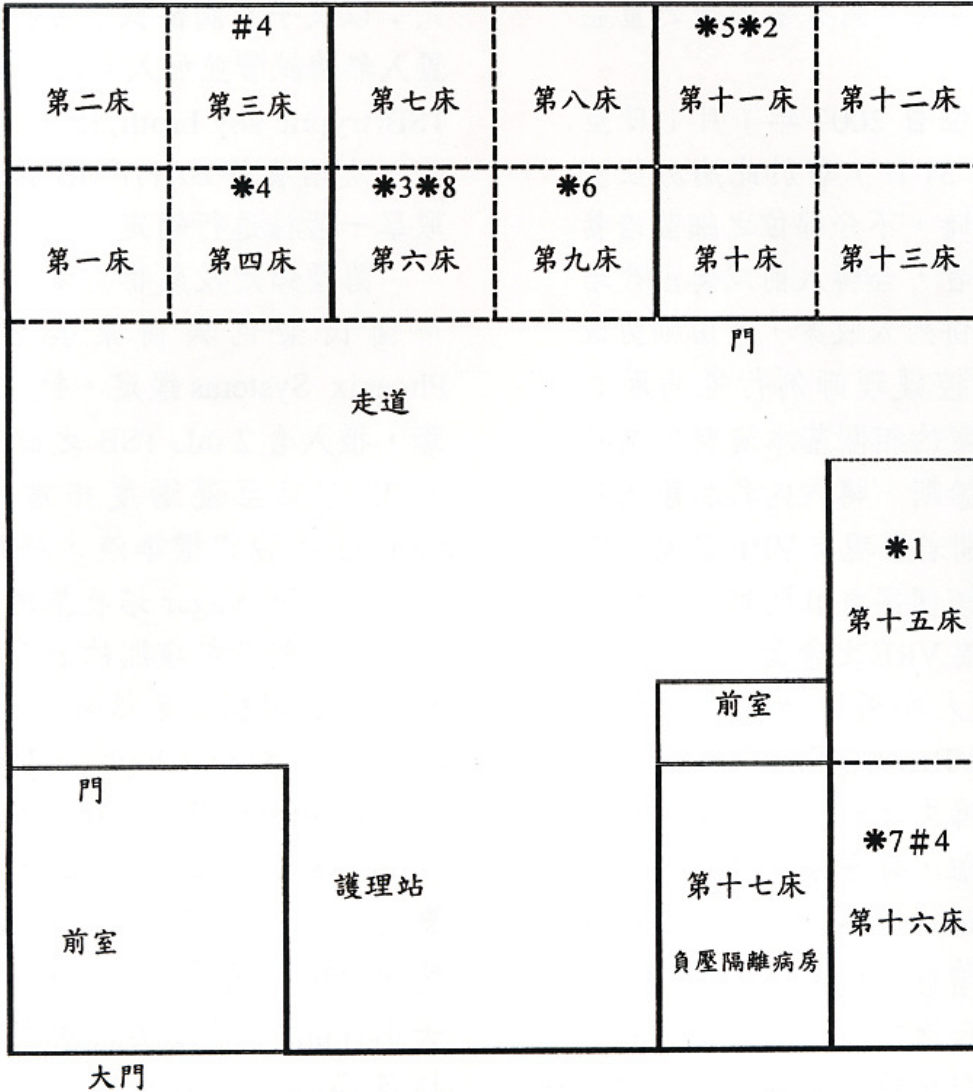 #4 ✱5✱2
第二床 第三床 第七床 第八床 第十一床 第十二床
✱4 ✱3✱8 ✱6
第一床 第四床 第六床 第九床 第十床 第十三床
門
走道
✱1
第十五床
前室
門
✱7#4
護理站 第十七床
第十六床
前室
負壓隔離病房
大門